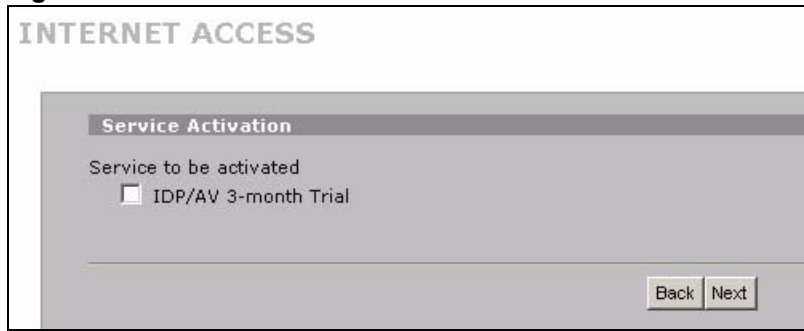 INTERNET ACCESS
Service Activation
Service to be activated
IDP/AV 3-month Trial
Back Next